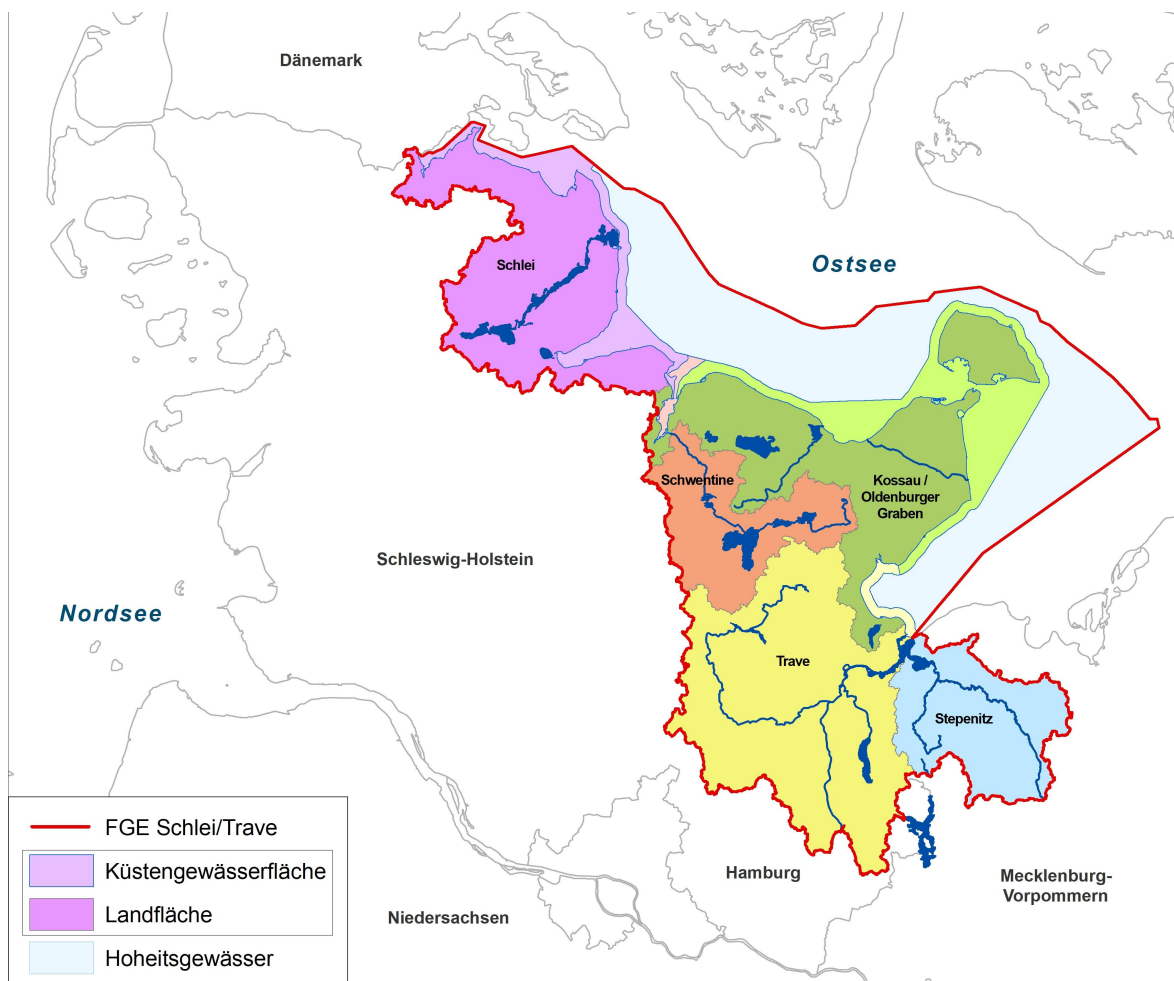 Dänemark
Schlei
Ostsee
Schwentine
Kossau /
Oldenburger
Graben
Schleswig-Holstein
Nordsee
Trave
Stepenitz
FGE Schlei/Trave
Küstengewässerfläche
Landfläche
Hoheitsgewässer
Hamburg
Niedersachsen
Mecklenburg-
Vorpommern